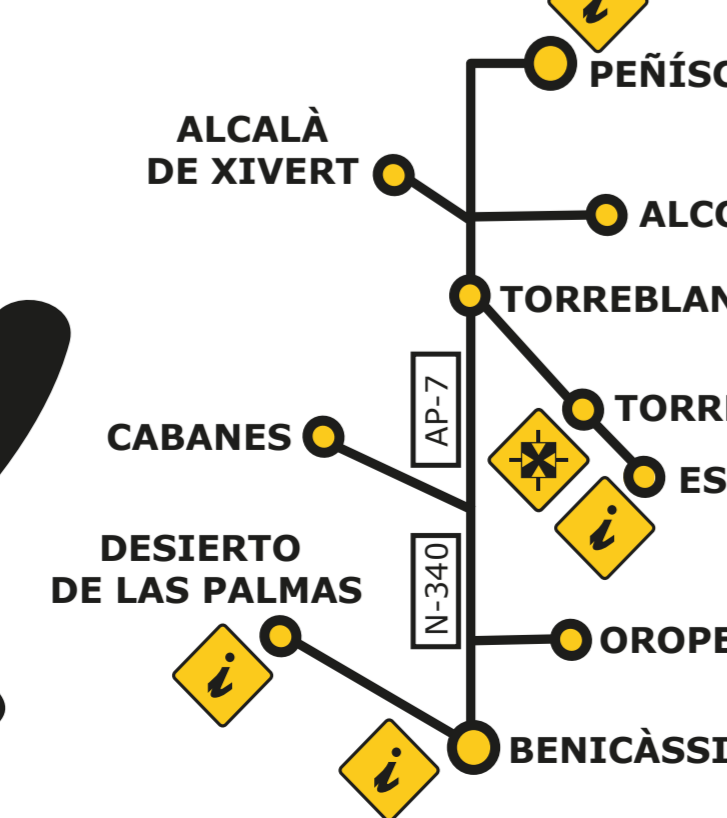 i
PEÑÍSC
ALCALÀ
DE XIVERT
ALCO
TORREBLAN
AP-7
TORR
CABANES
ES
i
DESIERTO
DE LAS PALMAS
N-340
OROPE
i
BENICÀSSI
i